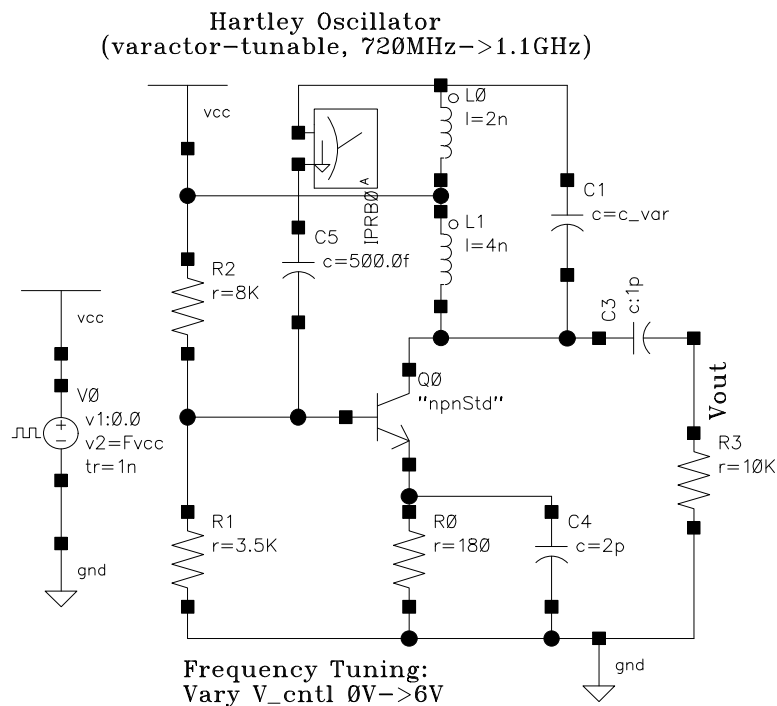 Hartley Oscillator
(varactor-tunable, 720MHz->1.1GHz)
vcc
L0
l=2n
A
IPRB0
C1
c=c_var
L1
l=4n
C5
c=500.0f
R2
r=8K
C3
c:1p
vcc
Q0
"npnStd"
Vout
V0
v1:0.0
v2=Fvcc
tr=1n
R3
r=10K
R1
r=3.5K
R0
r=180
C4
c=2p
gnd
gnd
Frequency Tuning:
Vary V_cntl 0V->6V